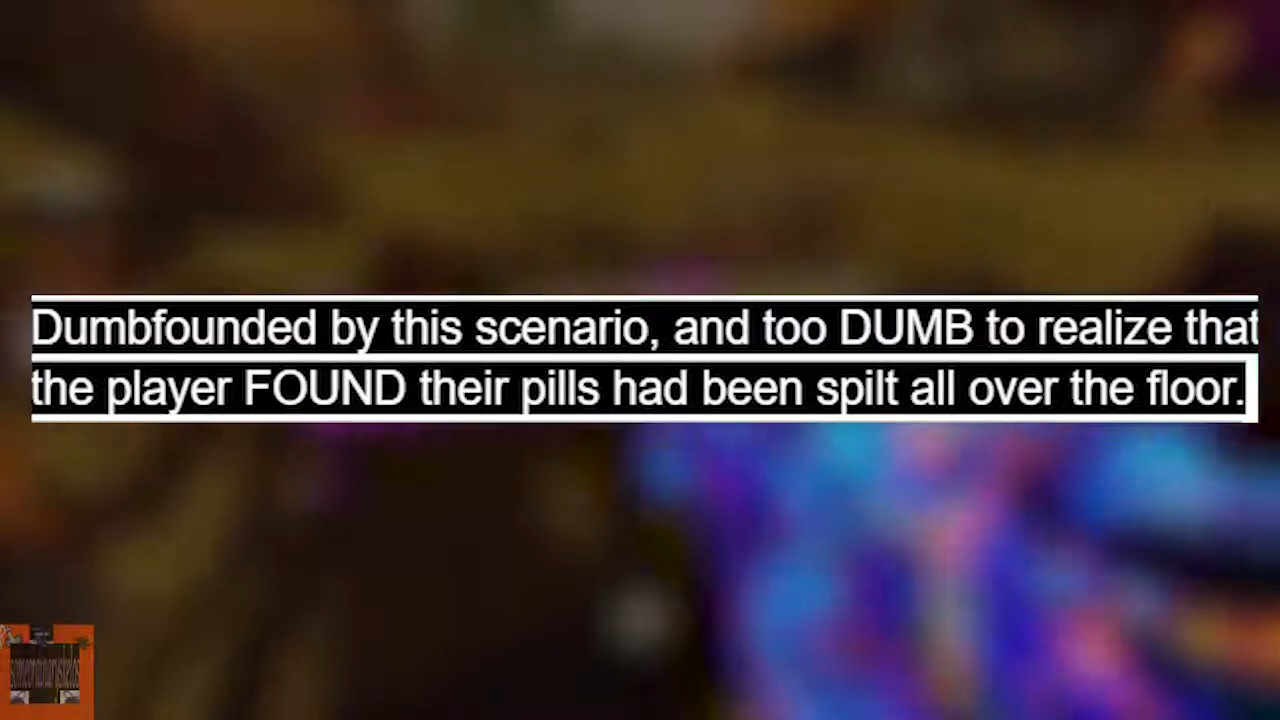 Dumbfounded by this scenario, and too DUMB to realize that
the player FOUND their pills had been spilt all over the floor.